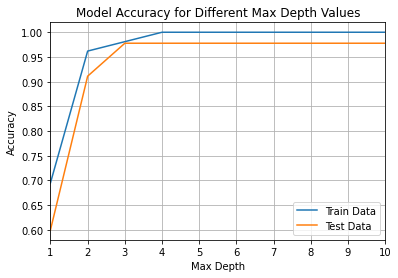 Model Accuracy for Different Max Depth Values
1.00
0.95
0.90
0.85
0.80
0.75
0.70
0.65
0.60
Accuracy
1 2 3 4 5 6 7 8 9 10
Max Depth
Train Data
Test Data